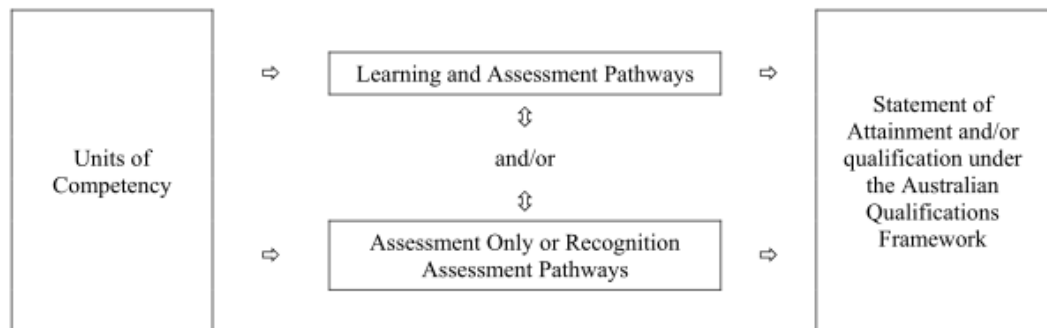 Units of
Competency
Learning and Assessment Pathways
and/or
Assessment Only or Recognition
Assessment Pathways
Statement of
Attainment and/or
qualification under
the Australian
Qualifications
Framework